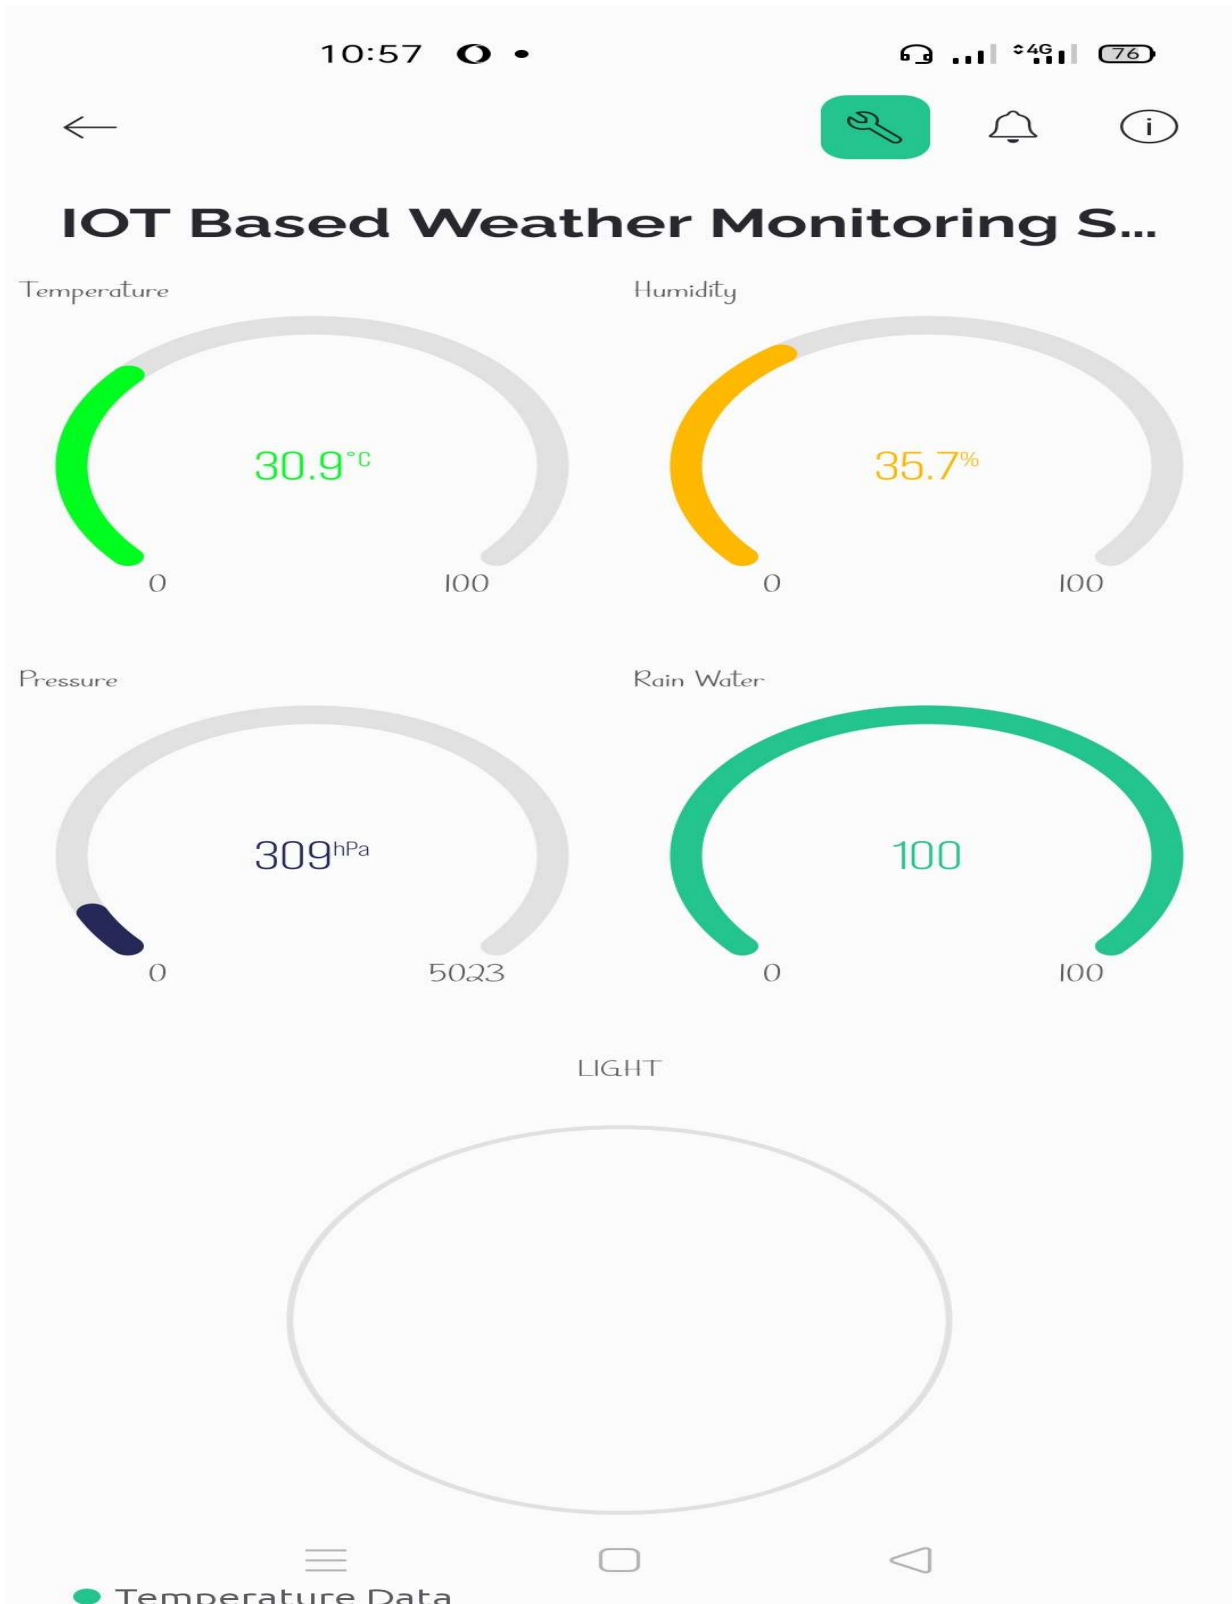 10:57
4G 76
IOT Based Weather Monitoring S...
Temperature
Humidity
30.9°C
35.7%
0 100
0 100
Pressure
Rain Water
309hPa
100
0 5023
0 100
LIGHT
Temperature Data